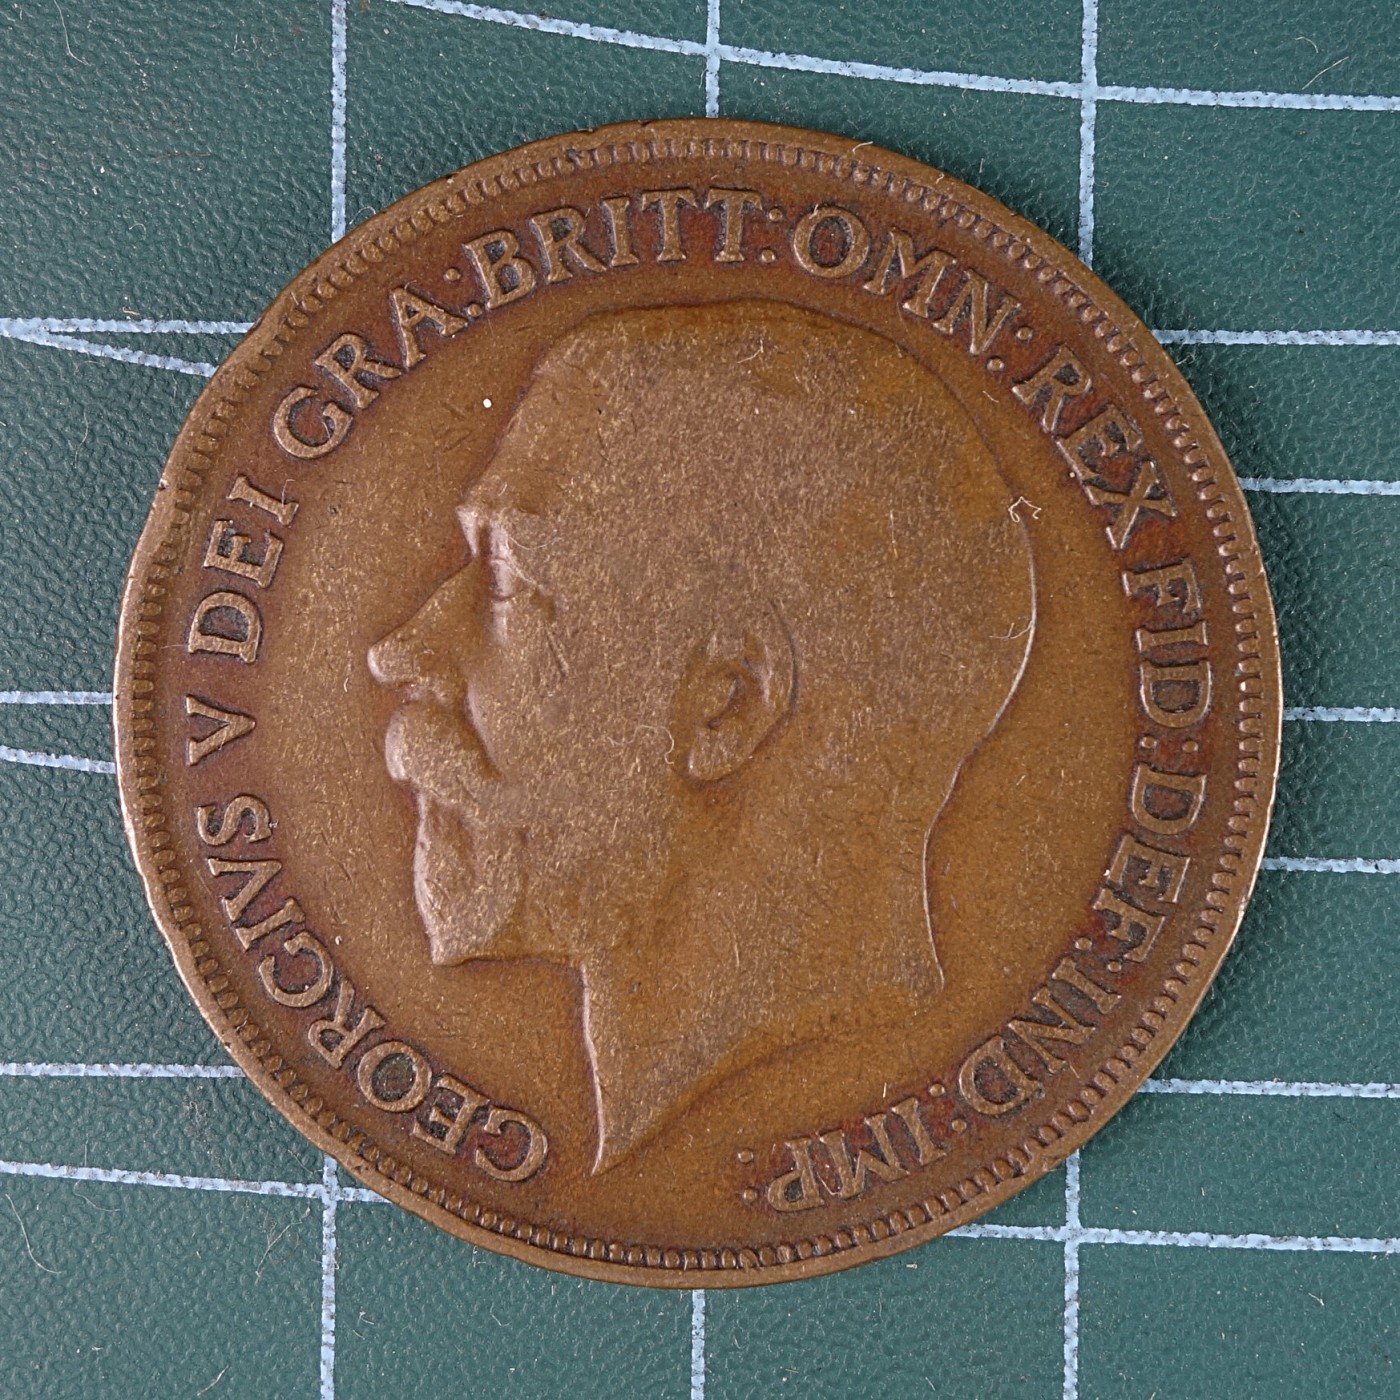 GEORGIVS V DEI GRA: BRITT: OMN: REX FID: DEF: IND: IMP: